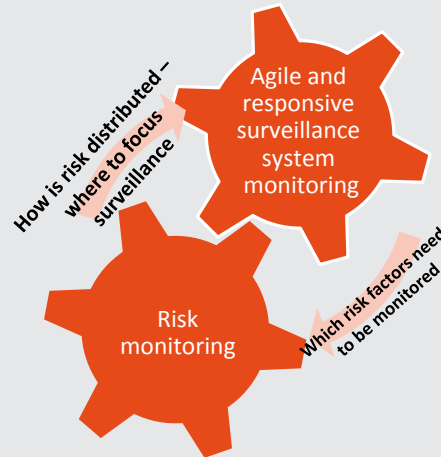 How is risk distributed –
where to focus
surveillance
Agile and
responsive
surveillance
system
monitoring
Risk
monitoring
Which risk factors need
to be monitored